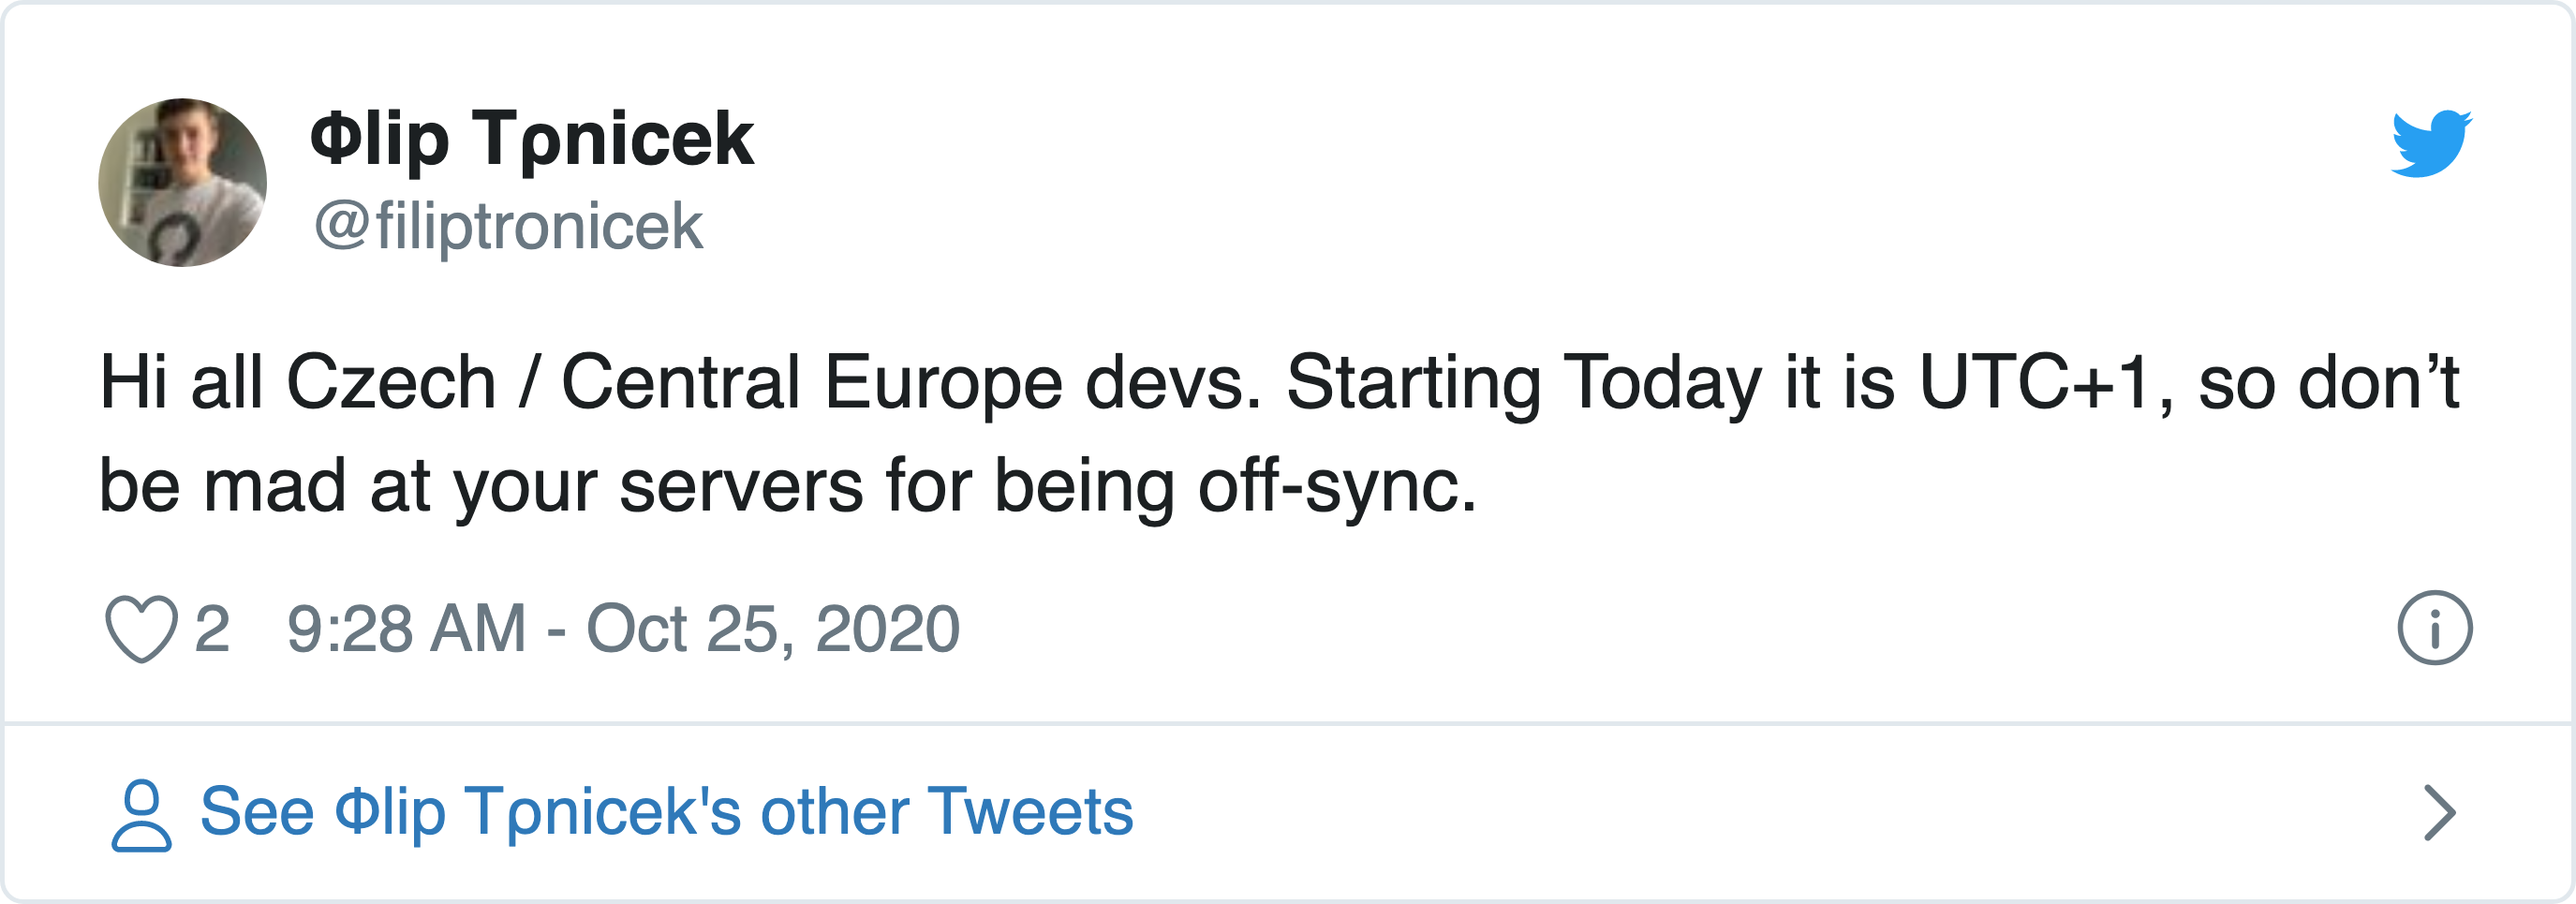 Φlip Tρnicek
@filiptronicek
Hi all Czech / Central Europe devs. Starting Today it is UTC+1, so don’t
be mad at your servers for being off-sync.
2 9:28 AM - Oct 25, 2020
See Φlip Tρnicek's other Tweets